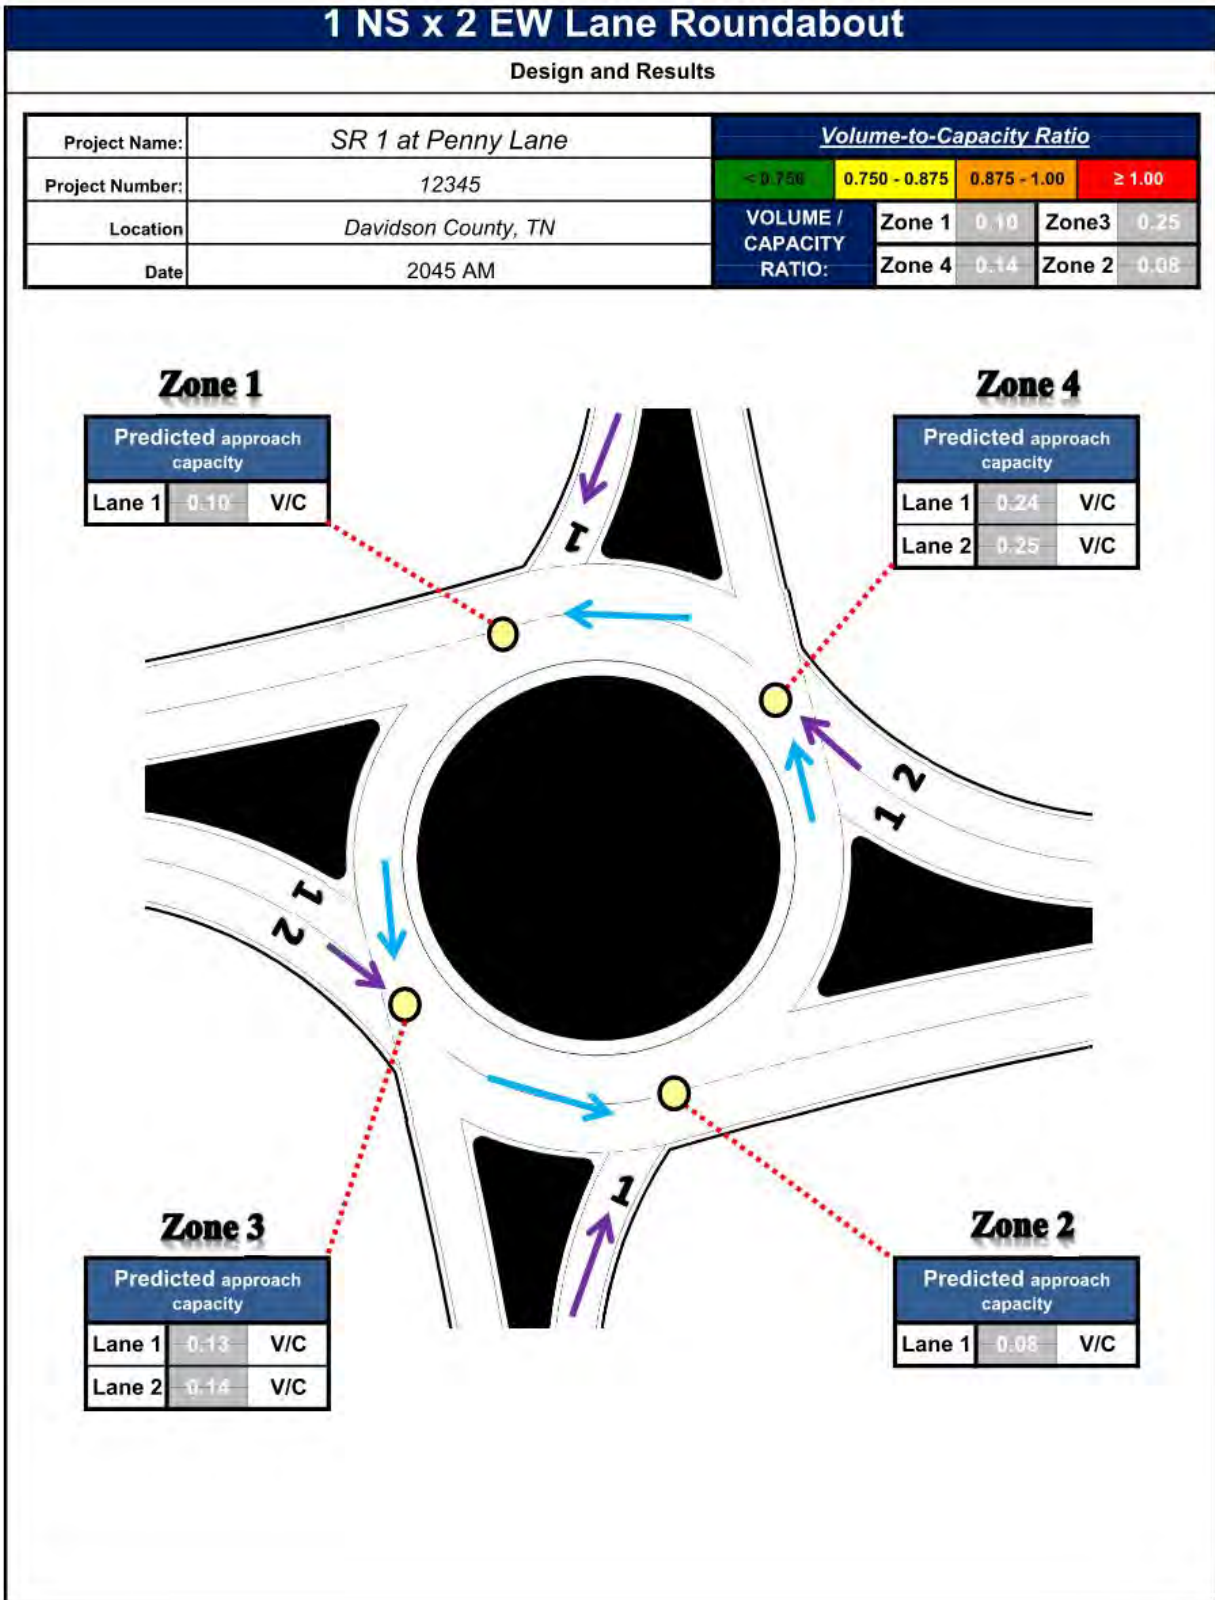 1 NS x 2 EW Lane Roundabout
Design and Results
Project Name: SR 1 at Penny Lane
Project Number: 12345
Location Davidson County, TN
Date 2045 AM
Volume-to-Capacity Ratio
< 0.750 0.750 - 0.875 0.875 - 1.00 ≥ 1.00
VOLUME / CAPACITY RATIO:
Zone 1 0.10 Zone3 0.25
Zone 4 0.14 Zone 2 0.08
Zone 1
Predicted approach
capacity
Lane 1 0.10 V/C
Zone 4
Predicted approach
capacity
Lane 1 0.24 V/C
Lane 2 0.25 V/C
1
2
1
1
2
1
Zone 3
Predicted approach
capacity
Lane 1 0.13 V/C
Lane 2 0.14 V/C
Zone 2
Predicted approach
capacity
Lane 1 0.08 V/C